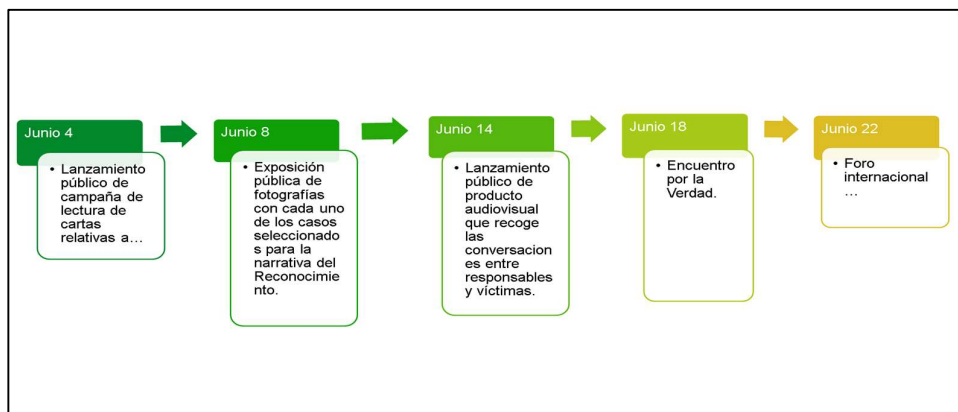 Junio 4
• Lanzamiento
público de
campaña de
lectura de
cartas
relativas a…
Junio 8
• Exposición
pública de
fotografías
con cada uno
de los casos
seleccionado
s para la
narrativa del
Reconocimie
nto.
Junio 14
• Lanzamiento
público de
producto
audiovisual
que recoge
las
conversacion
es entre
responsables
y víctimas.
Junio 18
• Encuentro
por la
Verdad.
Junio 22
• Foro
internacional
…